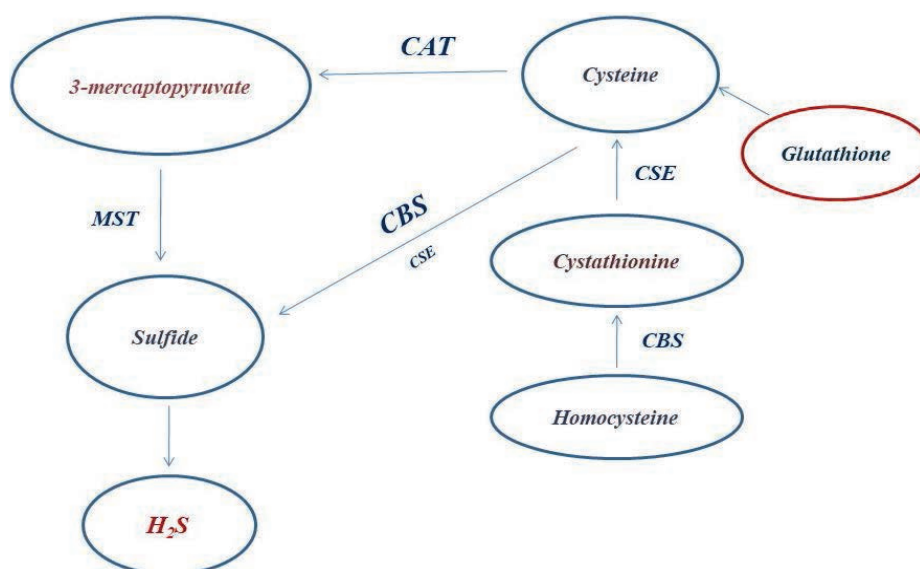 CAT
Cysteine
3-mercaptopyruvate
Glutathione
CSE
MST
CBS
CSE
Cystathionine
Sulfide
CBS
Homocysteine
H₂S